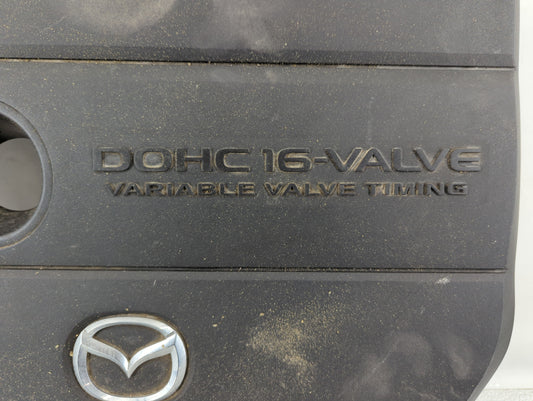 DOHC 16-VALVE
VARIABLE VALVE TIMING